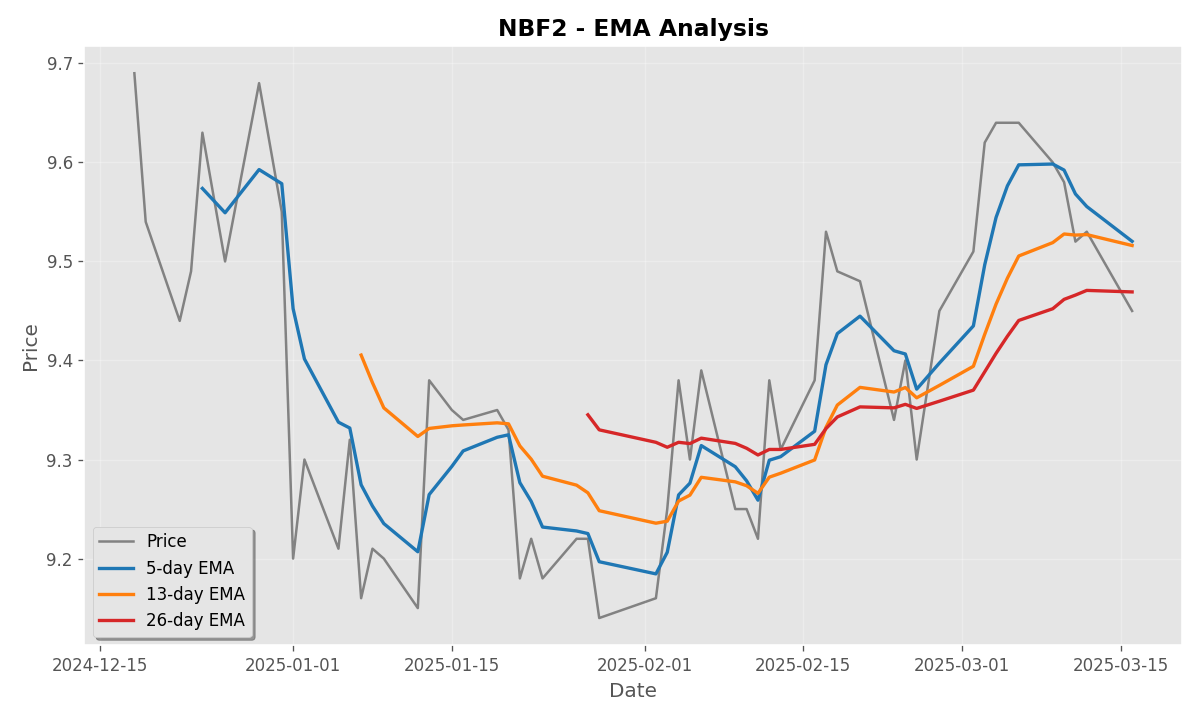 NBF2 - EMA Analysis
Price
9.7
9.6
9.5
9.4
9.3
9.2
Price
5-day EMA
13-day EMA
26-day EMA
2024-12-15
2025-01-01
2025-01-15
2025-02-01
2025-02-15
2025-03-01
2025-03-15
Date